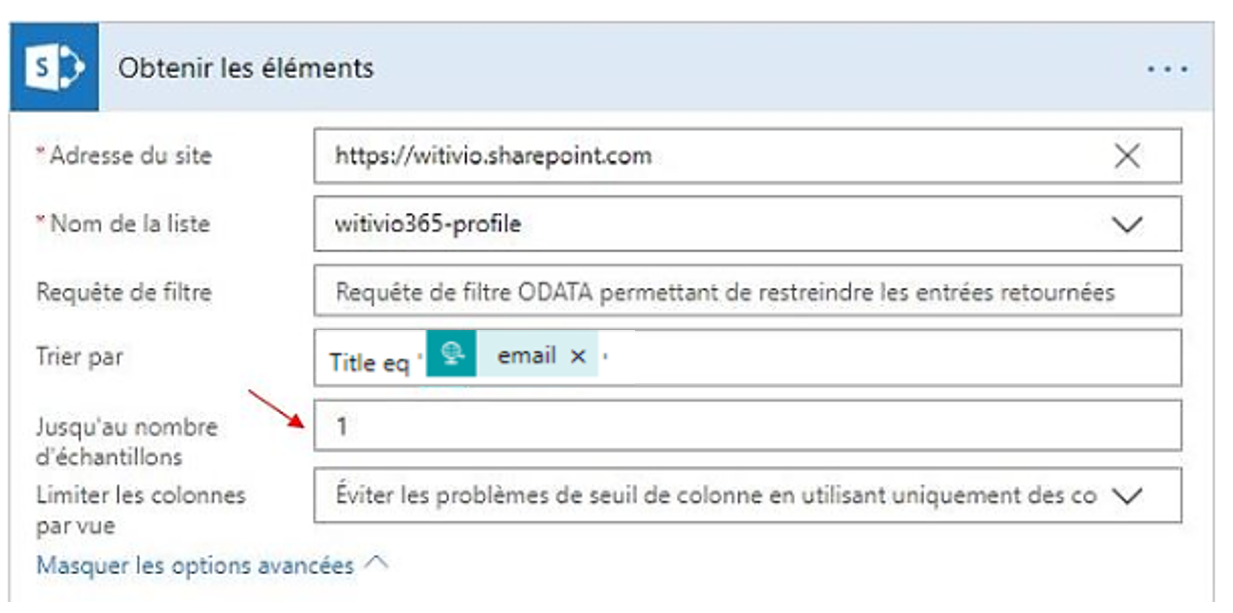 S
Obtenir les éléments
...
* Adresse du site
https://witivio.sharepoint.com
* Nom de la liste
witivio365-profile
Requête de filtre
Requête de filtre ODATA permettant de restreindre les entrées retournées
Trier par
Title eq ' email × '
Jusqu'au nombre
d'échantillons
1
Limiter les colonnes
par vue
Éviter les problèmes de seuil de colonne en utilisant uniquement des co
Masquer les options avancées